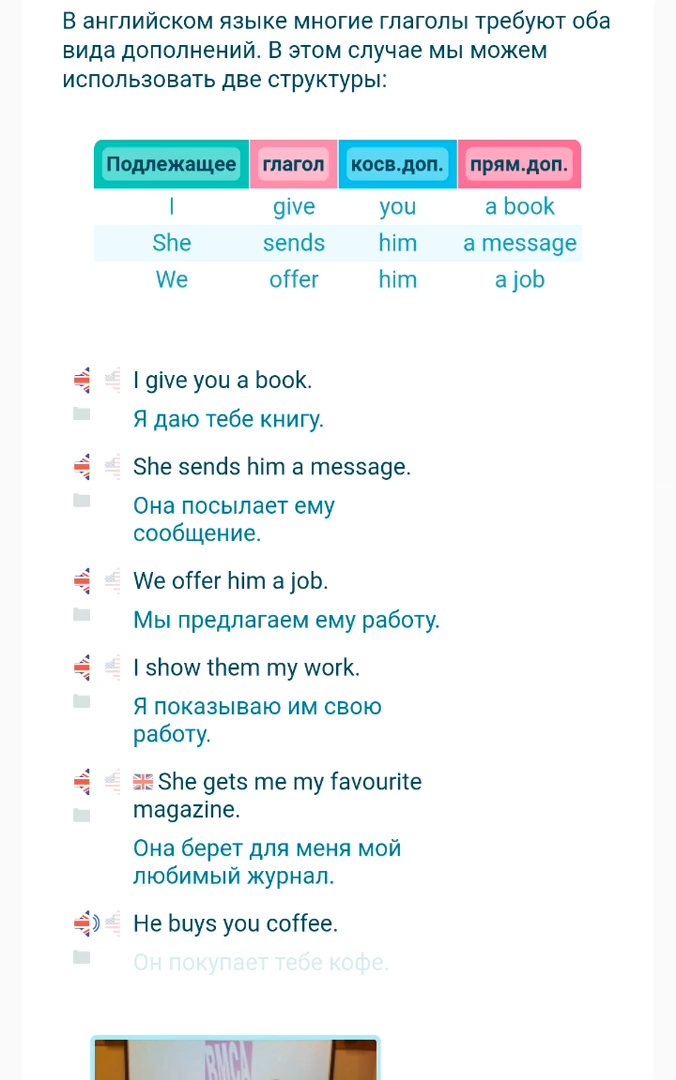 В английском языке многие глаголы требуют оба
вида дополнений. В этом случае мы можем
использовать две структуры:
Подлежащее глагол косв.доп. прям.доп.
I give you a book
She sends him a message
We offer him a job
I give you a book.
Я даю тебе книгу.
She sends him a message.
Она посылает ему
сообщение.
We offer him a job.
Мы предлагаем ему работу.
I show them my work.
Я показываю им свою
работу.
She gets me my favourite
magazine.
Она берет для меня мой
любимый журнал.
He buys you coffee.
Он покупает тебе кофе.
BMCA